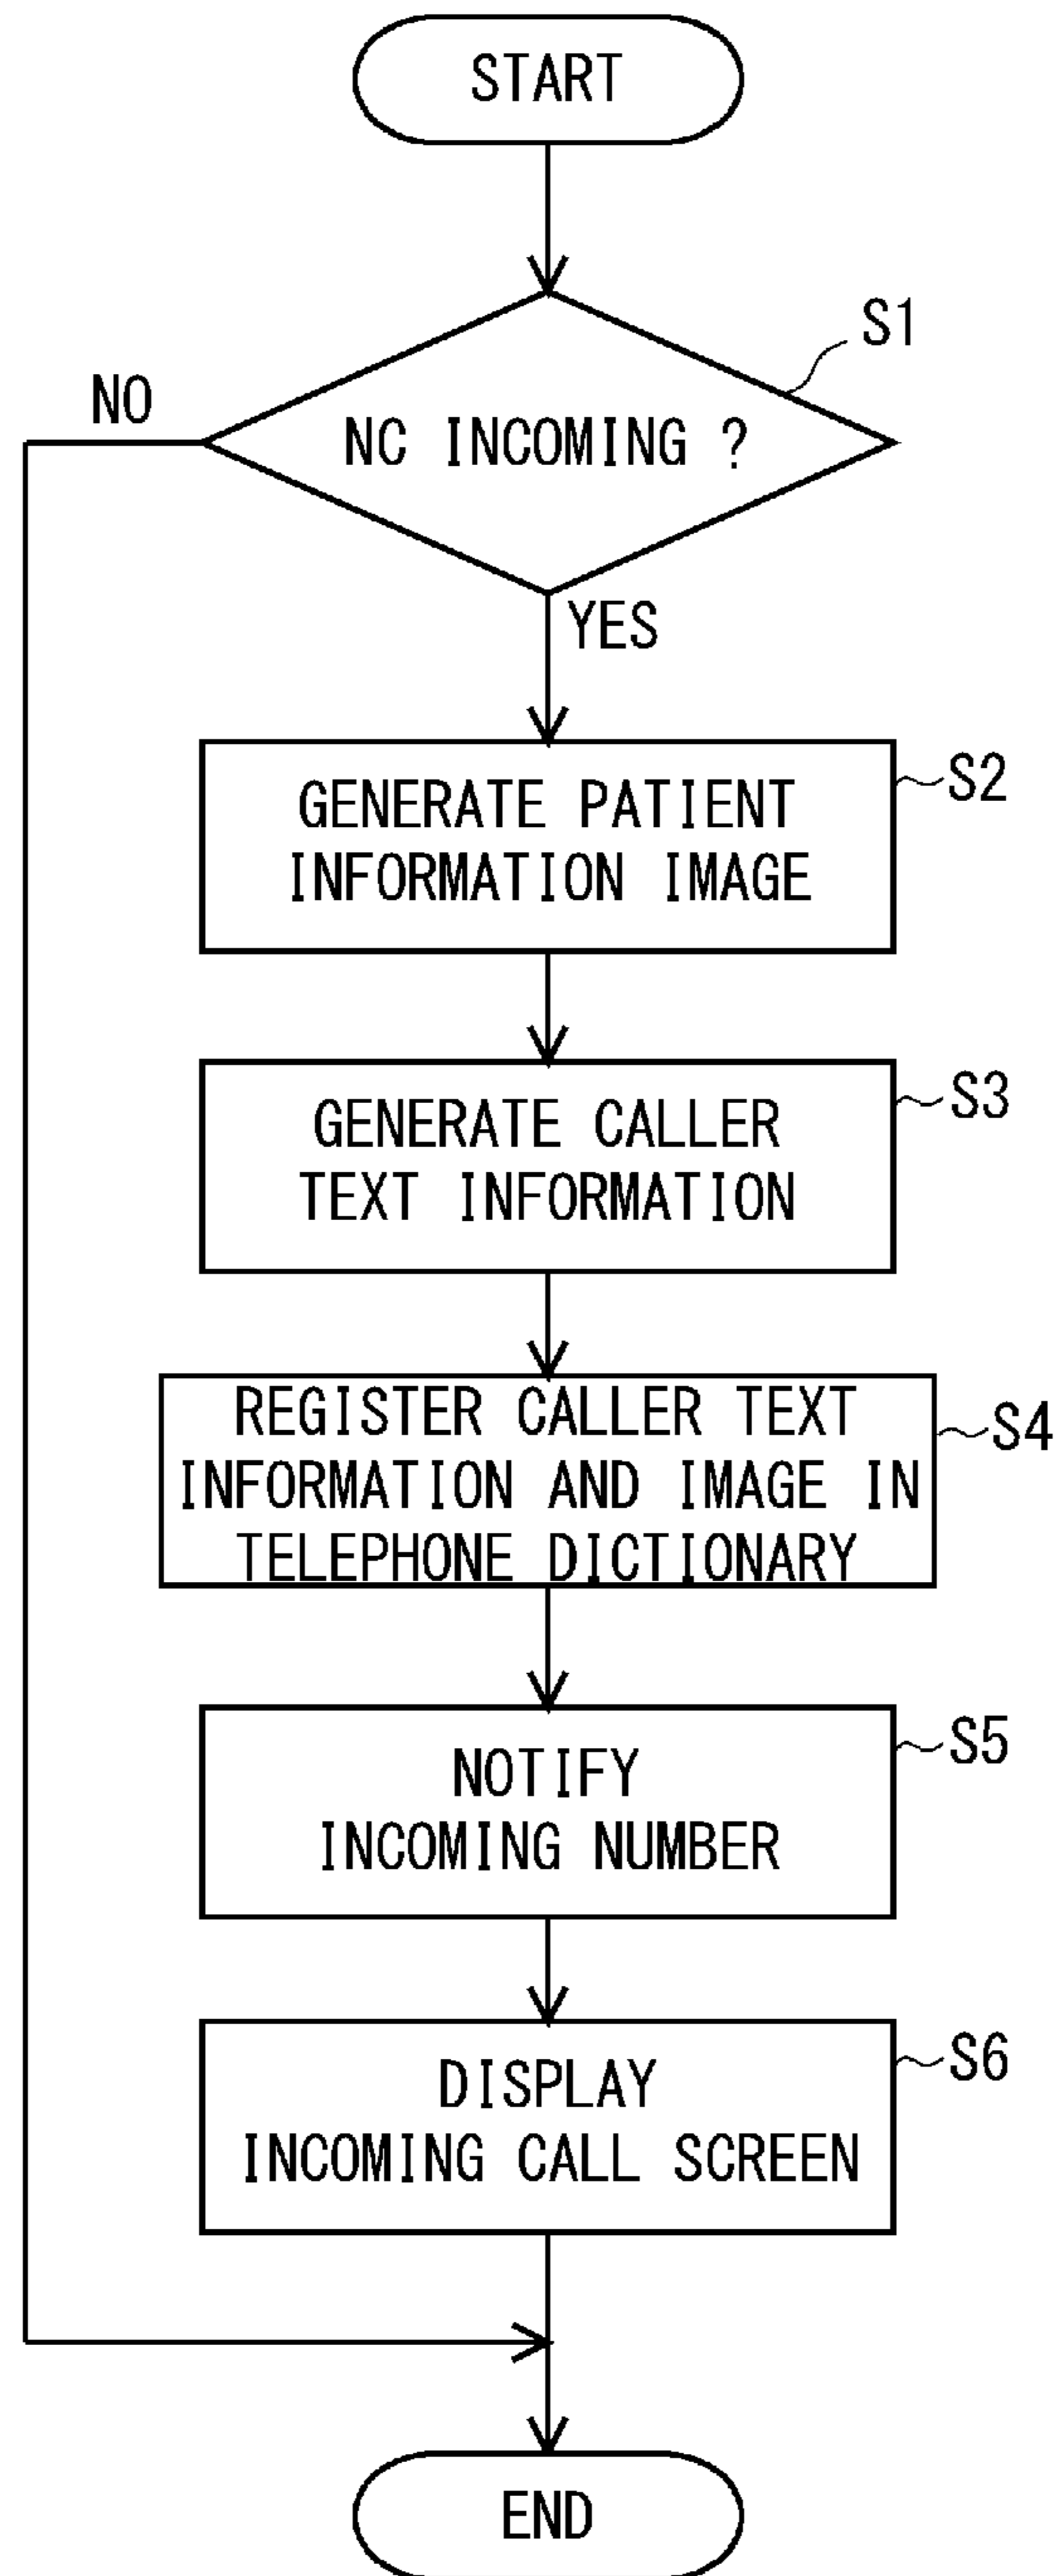 START
S1
NO
NC INCOMING ?
YES
S2
GENERATE PATIENT
INFORMATION IMAGE
S3
GENERATE CALLER
TEXT INFORMATION
S4
REGISTER CALLER TEXT
INFORMATION AND IMAGE IN
TELEPHONE DICTIONARY
S5
NOTIFY
INCOMING NUMBER
S6
DISPLAY
INCOMING CALL SCREEN
END